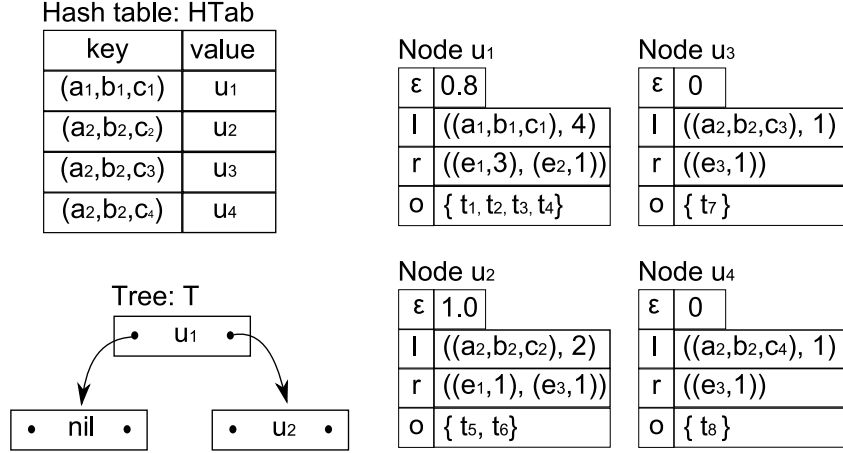 Hash table: HTab
key value
(a₁,b₁,c₁) u₁
(a₂,b₂,c₂) u₂
(a₂,b₂,c₃) u₃
(a₂,b₂,c₄) u₄
Tree: T
u₁
nil
u₂
Node u₁
ε 0.8
l ((a₁,b₁,c₁), 4)
r ((e₁,3), (e₂,1))
o { t₁, t₂, t₃, t₄}
Node u₃
ε 0
l ((a₂,b₂,c₃), 1)
r ((e₃,1))
o { t₇ }
Node u₂
ε 1.0
l ((a₂,b₂,c₂), 2)
r ((e₁,1), (e₃,1))
o { t₅, t₆}
Node u₄
ε 0
l ((a₂,b₂,c₄), 1)
r ((e₃,1))
o { t₈ }